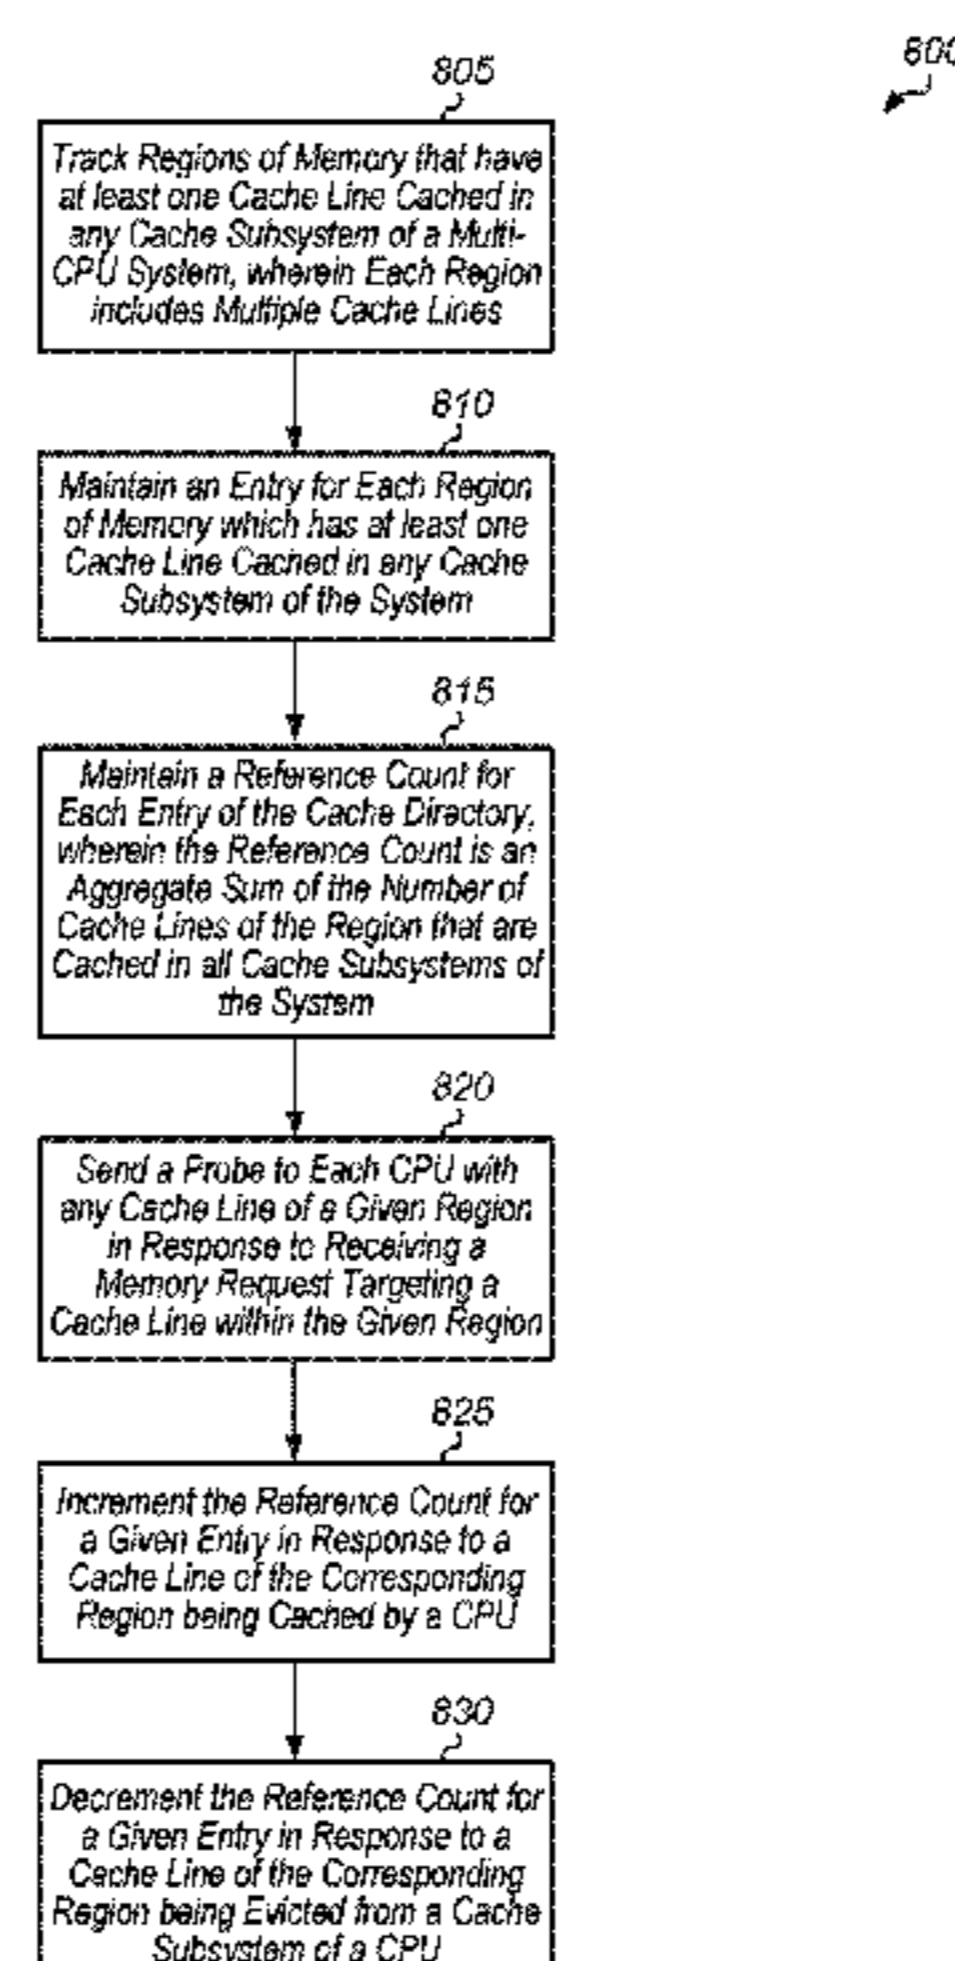 805
800
Track Regions of Memory that have
at least one Cache Line Cached in
any Cache Subsystem of a Multi-
CPU System, wherein Each Region
includes Multiple Cache Lines
810
Maintain an Entry for Each Region
of Memory which has at least one
Cache Line Cached in any Cache
Subsystem of the System
815
Maintain a Reference Count for
Each Entry of the Cache Directory,
wherein the Reference Count is an
Aggregate Sum of the Number of
Cache Lines of the Region that are
Cached in all Cache Subsystems of
the System
820
Send a Probe to Each CPU with
any Cache Line of a Given Region
in Response to Receiving a
Memory Request Targeting a
Cache Line within the Given Region
825
Increment the Reference Count for
a Given Entry in Response to a
Cache Line of the Corresponding
Region being Cached by a CPU
830
Decrement the Reference Count for
a Given Entry in Response to a
Cache Line of the Corresponding
Region being Evicted from a Cache
Subsystem of a CPU